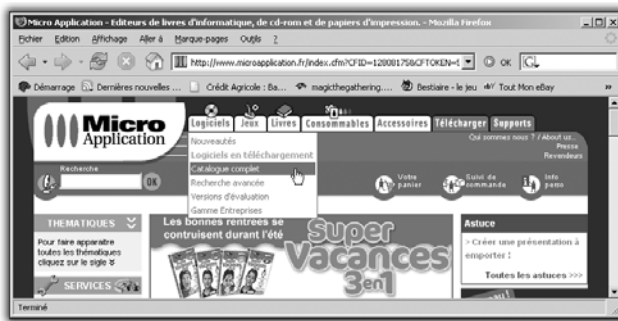 Micro Application - Editeurs de livres d'informatique, de cd-rom et de papiers d'impression. - Mozilla Firefox
Fichier Edition Affichage Aller à Marque-pages Outils ?
http://www.microapplication.fr/index.cfm?CFID=12088175&CFTOKEN=1
OK
Démarrage Dernières nouvelles ... Crédit Agricole : Ba... magicthegathering.... Bestiaire - le jeu Tout Mon eBay »
Micro Application
Logiciels Jeux Livres Consommables Accessoires Télécharger Supports
Qui sommes nous ? / About us...
Presse
Revendeurs
Nouveautés
Logiciels en téléchargement
Catalogue complet
Recherche avancée
Versions d'évaluation
Gamme Entreprises
Recherche
OK
Votre panier
Suivi de commande
Info perso
THEMATIQUES
Pour faire apparaitre
toutes les thématiques
cliquez sur le sigle
SERVICES
Les bonnes rentrées se
construisent durant l'été
Super
Vacances
3en1
Astuce
> Créer une présentation à
emporter !
Toutes les astuces >>>
Terminé